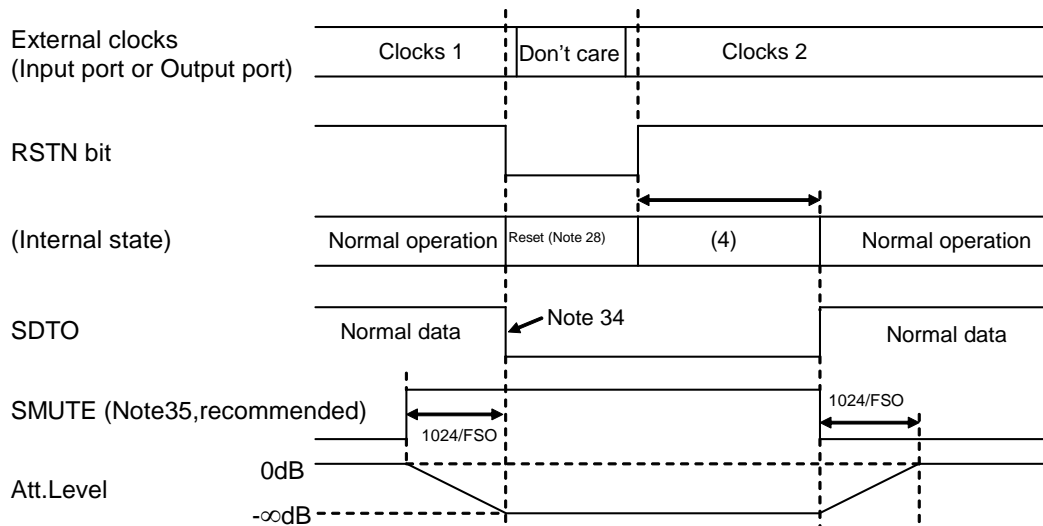 External clocks
(Input port or Output port)
Clocks 1
Don't care
Clocks 2
RSTN bit
(Internal state)
Normal operation
Reset (Note 28)
(4)
Normal operation
SDTO
Normal data
Note 34
Normal data
SMUTE (Note35,recommended)
1024/FSO
1024/FSO
Att.Level
0dB
-∞dB